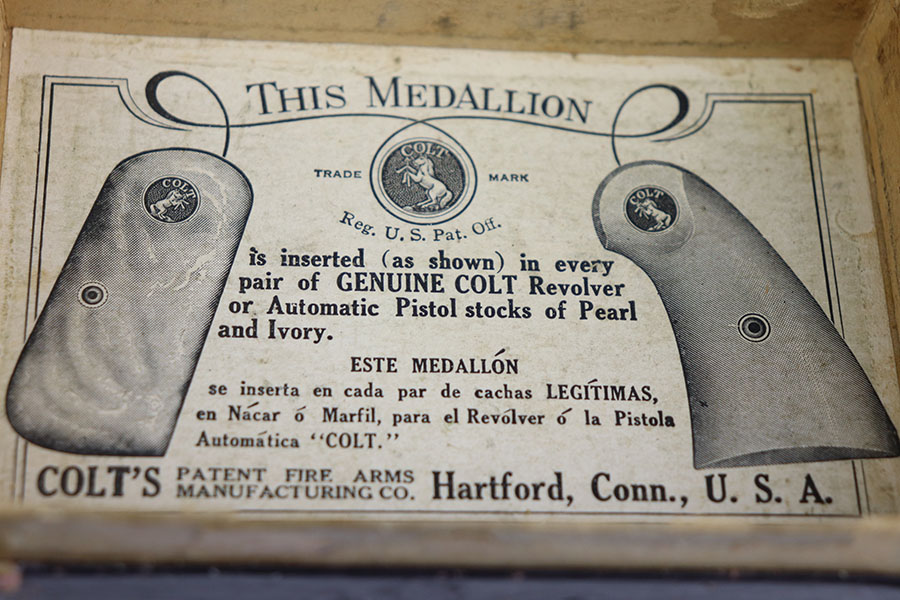 THIS MEDALLION
COLT
TRADE MARK
Reg. U. S. Pat. Off.
COLT
COLT
is inserted (as shown) in every
pair of GENUINE COLT Revolver
or Automatic Pistol stocks of Pearl
and Ivory.
ESTE MEDALLÓN
se inserta en cada par de cachas LEGÍTIMAS,
en Nácar ó Marfil, para el Revólver ó la Pistola
Automática "COLT."
COLT'S PATENT FIRE ARMS MANUFACTURING CO. Hartford, Conn., U. S. A.